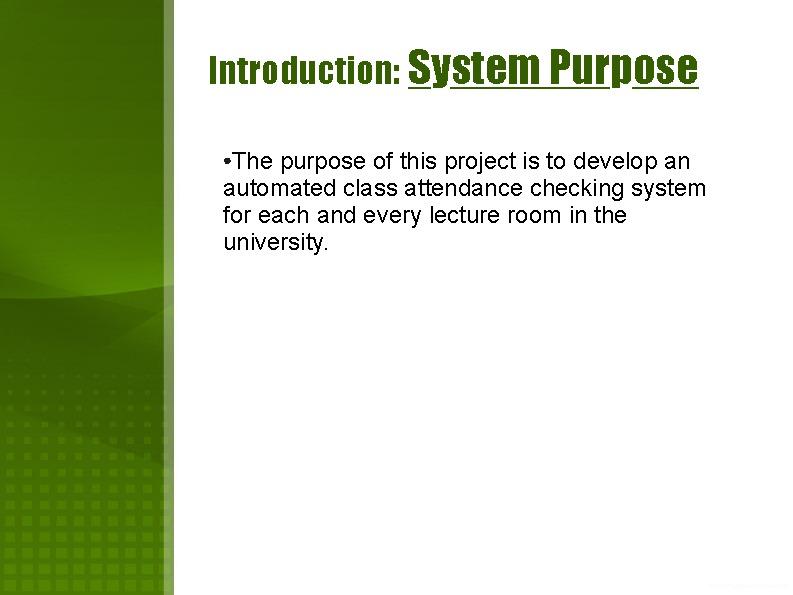 Introduction: System Purpose
•The purpose of this project is to develop an
automated class attendance checking system
for each and every lecture room in the
university.